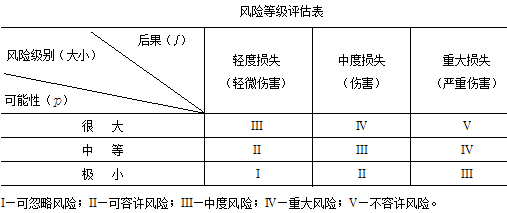 风险等级评估表
后果（f）
风险级别（大小）
可能性（p）
轻度损失
（轻微伤害）
中度损失
（伤害）
重大损失
（严重伤害）
很 大 Ⅲ Ⅳ Ⅴ
中 等 Ⅱ Ⅲ Ⅳ
极 小 Ⅰ Ⅱ Ⅲ
Ⅰ—可忽略风险；Ⅱ—可容许风险；Ⅲ—中度风险；Ⅳ—重大风险；Ⅴ—不容许风险。